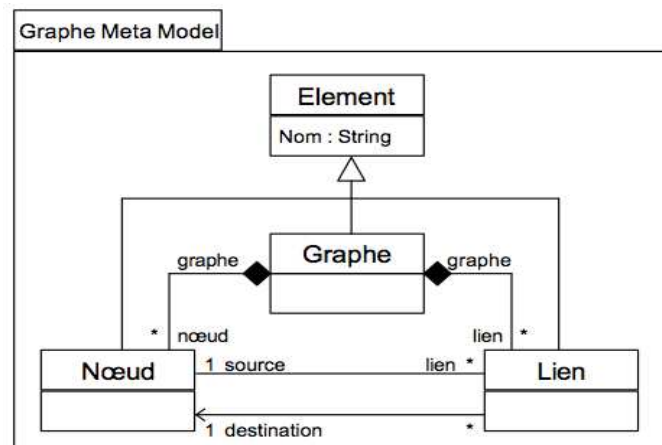 Graphe Meta Model
Element
Nom : String
Graphe
graphe
graphe
* nœud
lien *
Nœud
1 source
lien *
Lien
1 destination
*